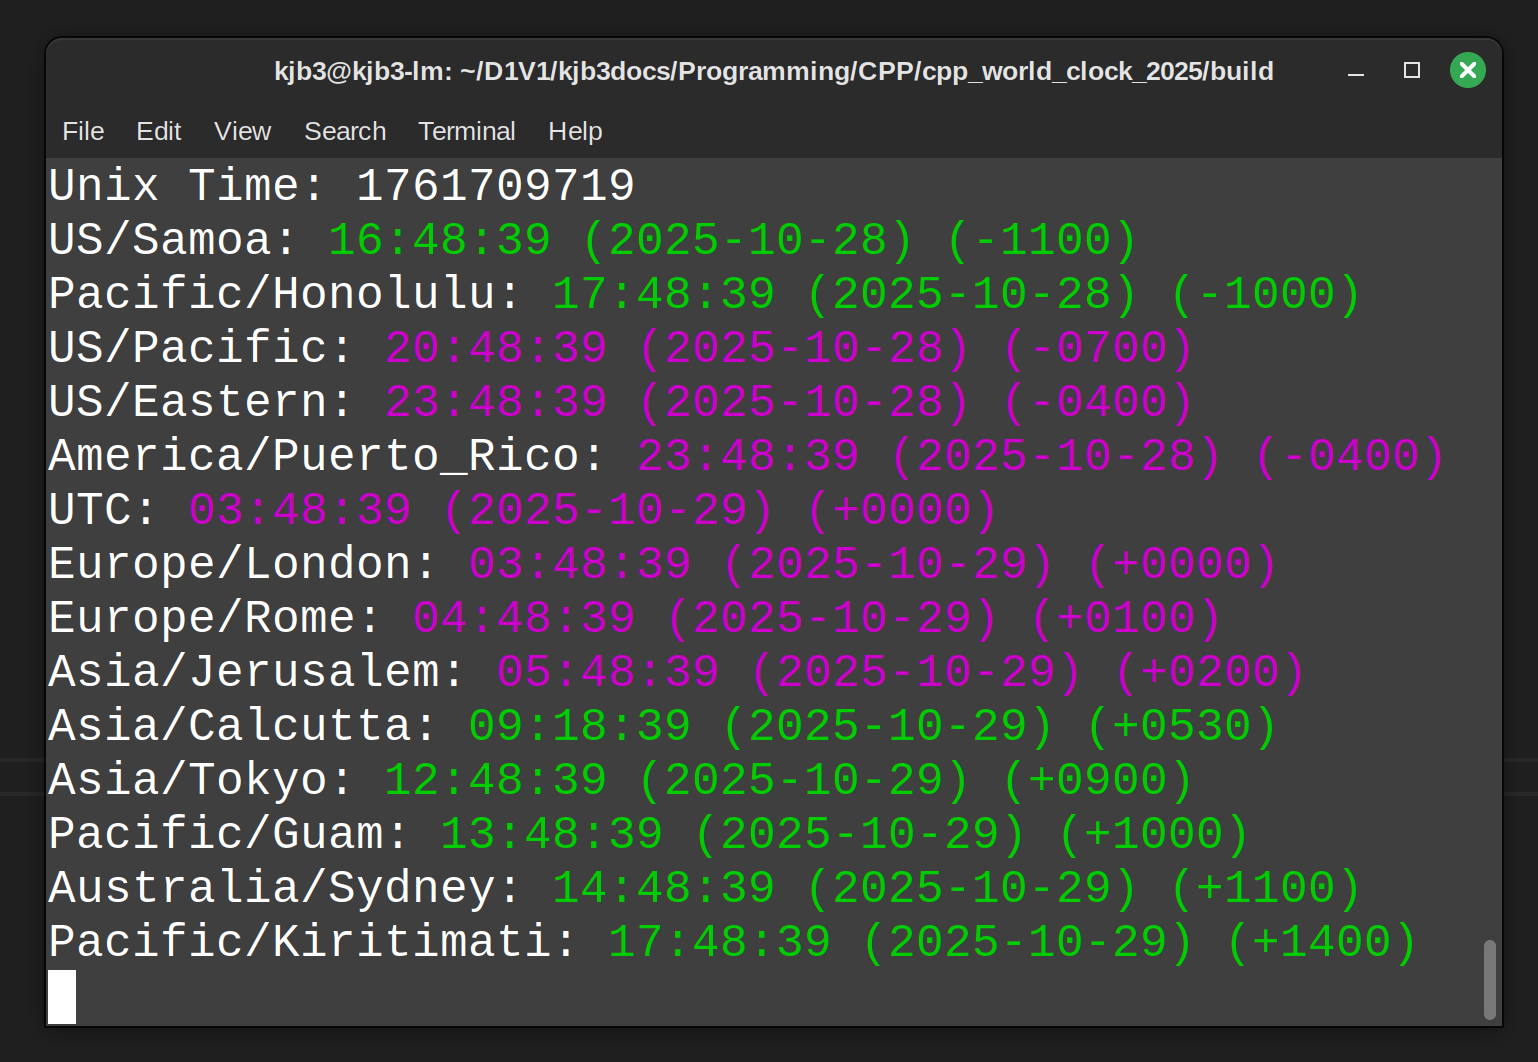 kjb3@kjb3-lm: ~/D1V1/kjb3docs/Programming/CPP/cpp_world_clock_2025/build
File Edit View Search Terminal Help
Unix Time: 1761709719
US/Samoa: 16:48:39 (2025-10-28) (-1100)
Pacific/Honolulu: 17:48:39 (2025-10-28) (-1000)
US/Pacific: 20:48:39 (2025-10-28) (-0700)
US/Eastern: 23:48:39 (2025-10-28) (-0400)
America/Puerto_Rico: 23:48:39 (2025-10-28) (-0400)
UTC: 03:48:39 (2025-10-29) (+0000)
Europe/London: 03:48:39 (2025-10-29) (+0000)
Europe/Rome: 04:48:39 (2025-10-29) (+0100)
Asia/Jerusalem: 05:48:39 (2025-10-29) (+0200)
Asia/Calcutta: 09:18:39 (2025-10-29) (+0530)
Asia/Tokyo: 12:48:39 (2025-10-29) (+0900)
Pacific/Guam: 13:48:39 (2025-10-29) (+1000)
Australia/Sydney: 14:48:39 (2025-10-29) (+1100)
Pacific/Kiritimati: 17:48:39 (2025-10-29) (+1400)